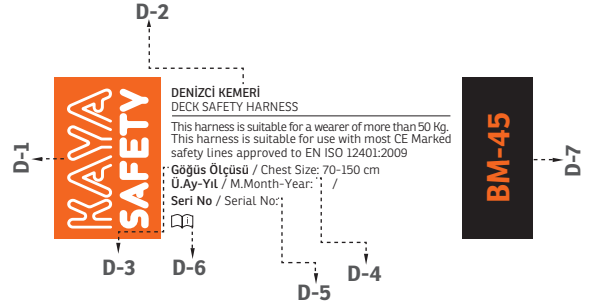 D-2
KAYA
SAFETY
DENİZCİ KEMERİ
DECK SAFETY HARNESS
This harness is suitable for a wearer of more than 50 Kg.
This harness is suitable for use with most CE Marked
safety lines approved to EN ISO 12401:2009
Göğüs Ölçüsü / Chest Size: 70-150 cm
Ü.Ay-Yıl / M.Month-Year: /
Seri No / Serial No:
BM-45
D-1
D-7
D-3
D-6
D-4
D-5